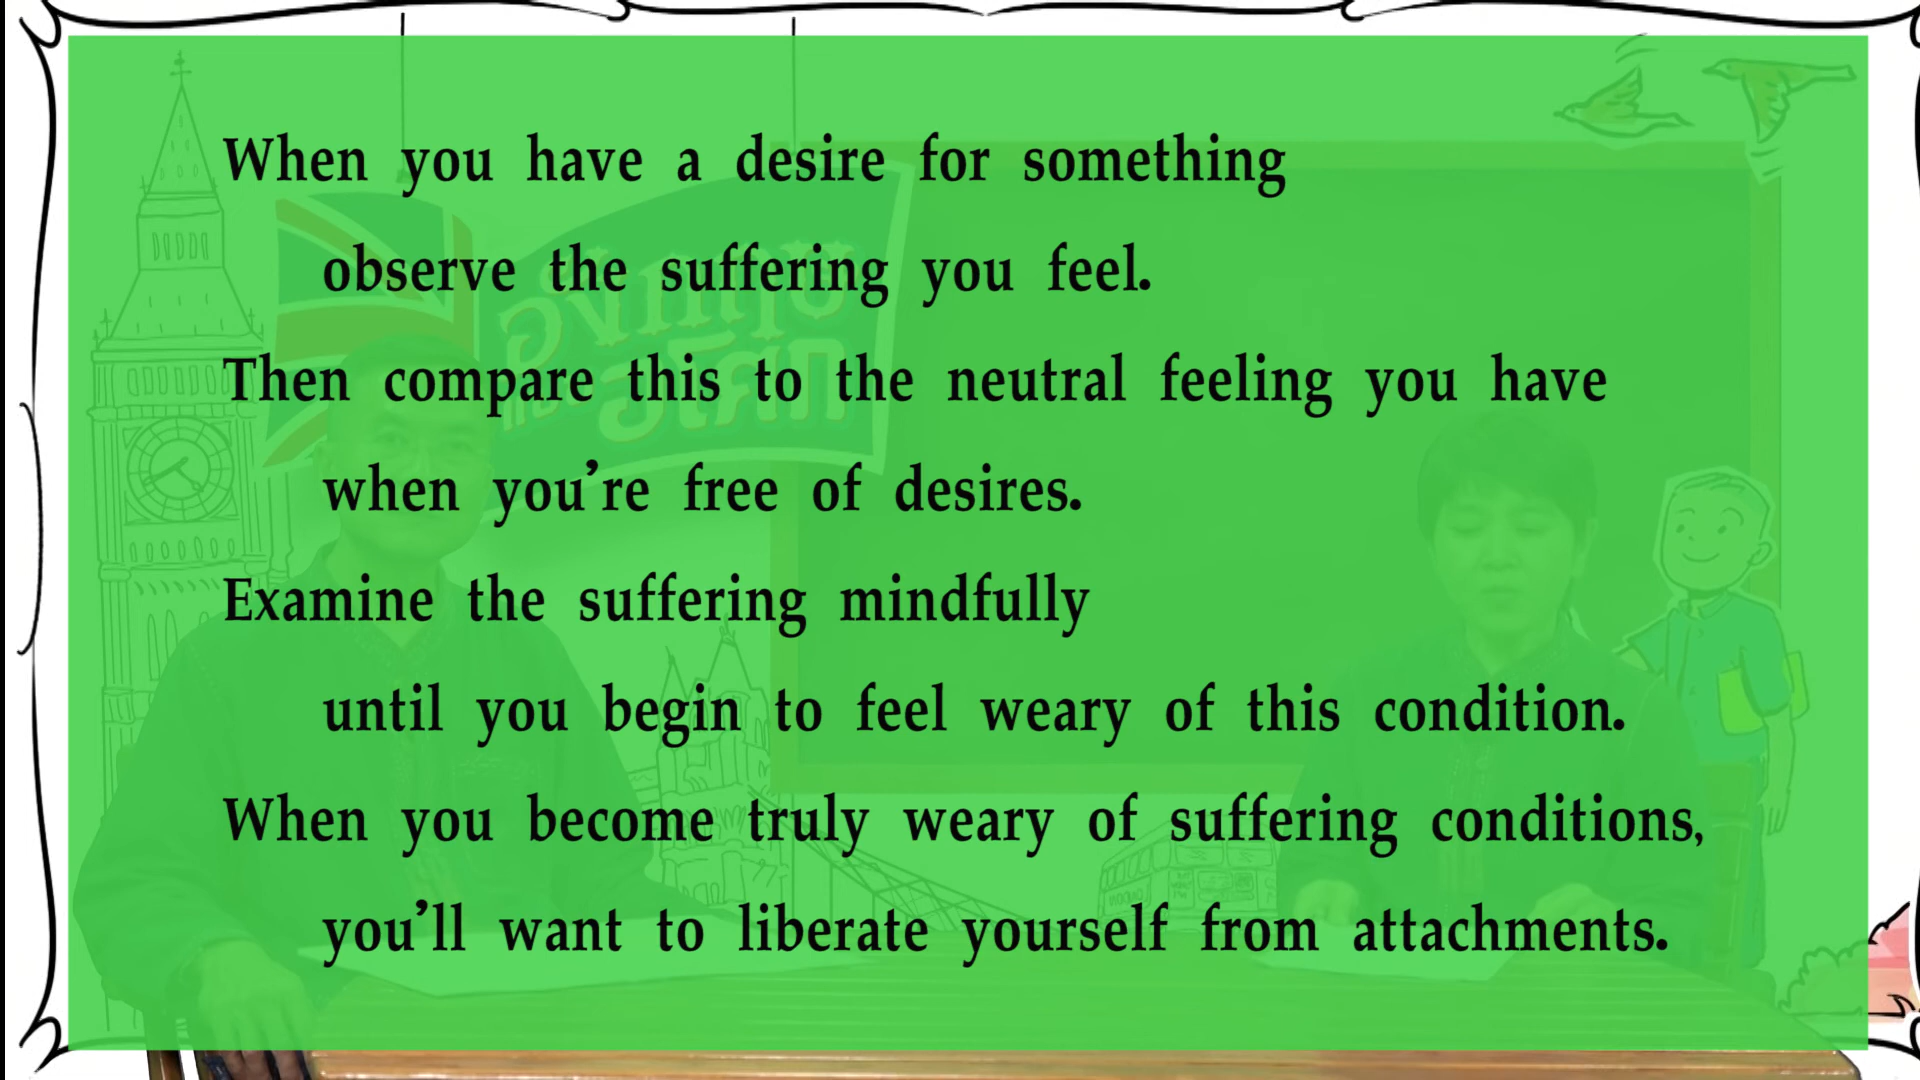 When you have a desire for something
observe the suffering you feel.
Then compare this to the neutral feeling you have
when you're free of desires.
Examine the suffering mindfully
until you begin to feel weary of this condition.
When you become truly weary of suffering conditions,
you'll want to liberate yourself from attachments.